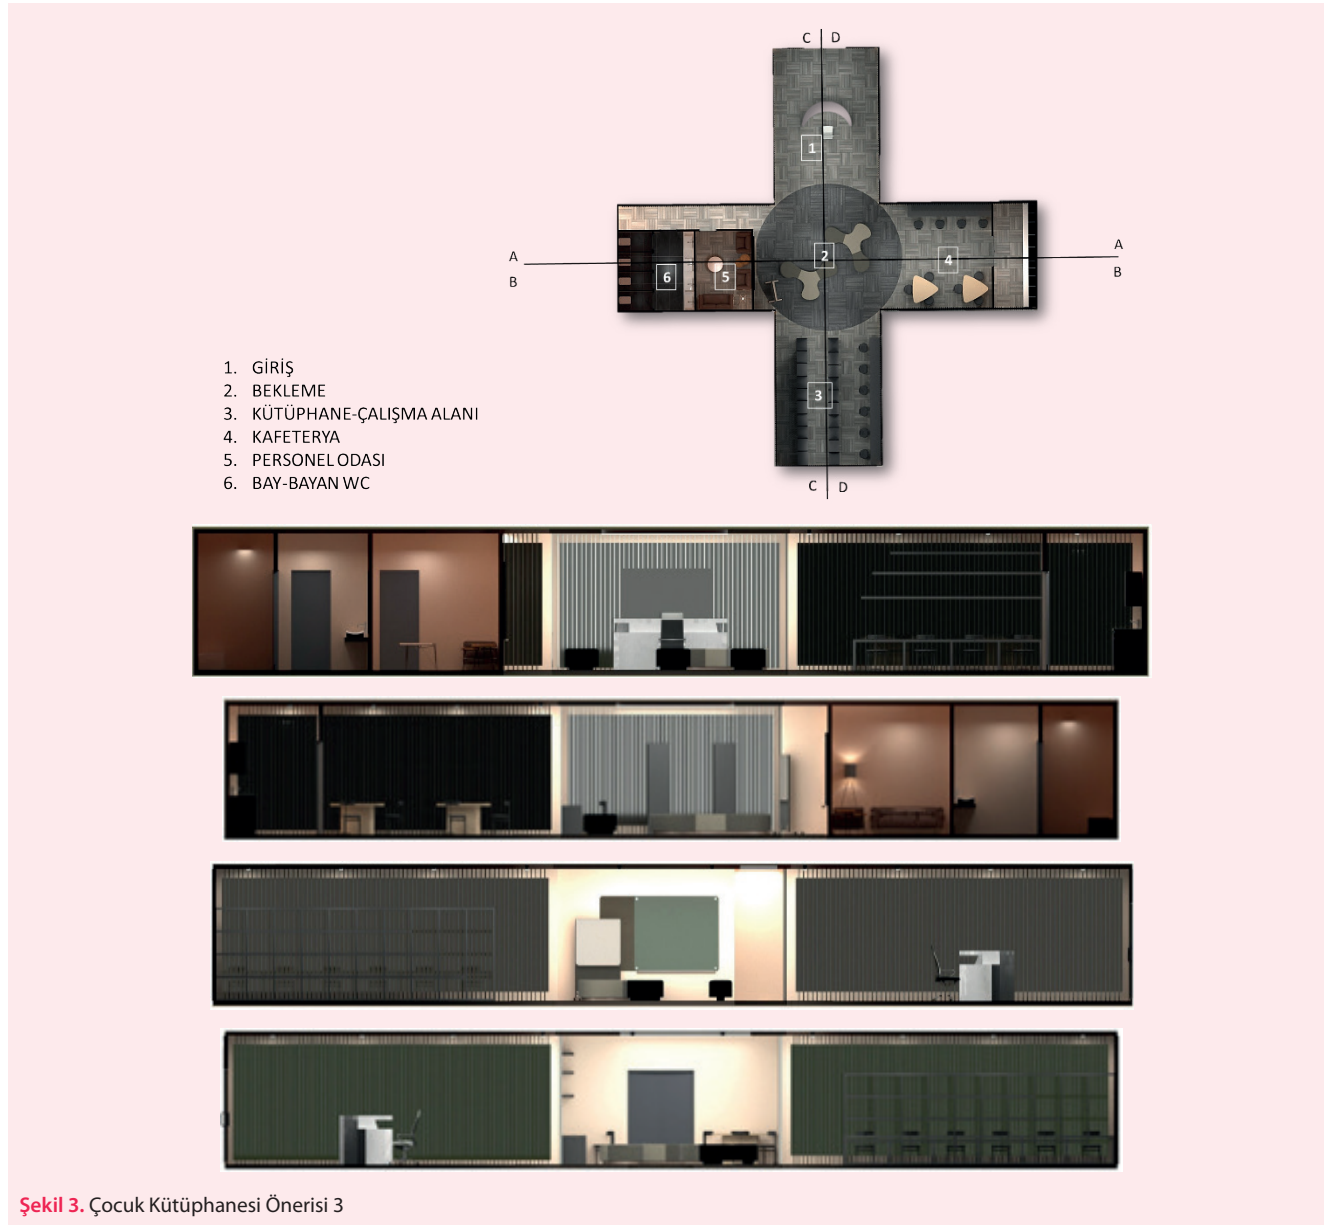 C D
1
2
A A
B B
6 5 4
3
C D
1. GİRİŞ
2. BEKLEME
3. KÜTÜPHANE-ÇALIŞMA ALANI
4. KAFETERYA
5. PERSONEL ODASI
6. BAY-BAYAN WC
Şekil 3. Çocuk Kütüphanesi Önerisi 3